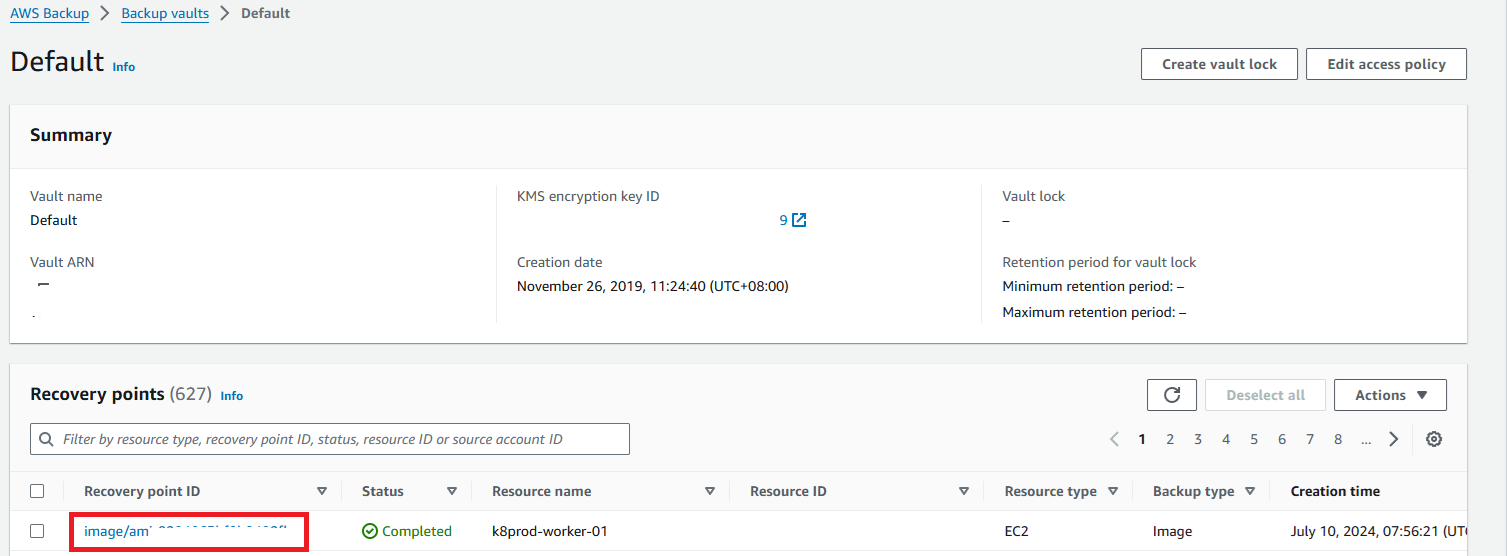 AWS Backup > Backup vaults > Default
Default Info
Create vault lock
Edit access policy
Summary
Vault name
Default
KMS encryption key ID
9
Vault lock
–
Vault ARN
Creation date
November 26, 2019, 11:24:40 (UTC+08:00)
Retention period for vault lock
Minimum retention period: –
Maximum retention period: –
Recovery points (627) Info
Deselect all
Actions
Filter by resource type, recovery point ID, status, resource ID or source account ID
1 2 3 4 5 6 7 8 ...
Recovery point ID Status Resource name Resource ID Resource type Backup type Creation time
image/am Completed k8prod-worker-01 EC2 Image July 10, 2024, 07:56:21 (UTC